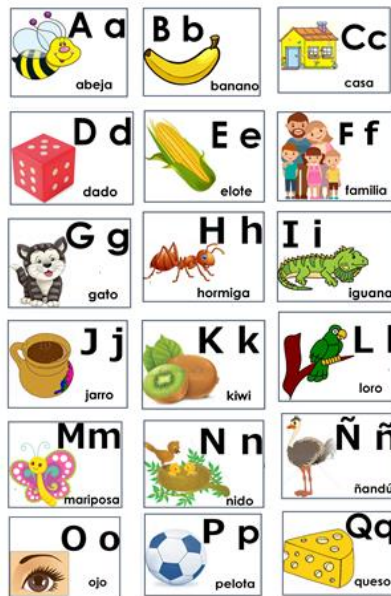 A a
abeja
B b
banano
Cc
casa
D d
dado
E e
elote
F f
familia
G g
gato
H h
hormiga
I i
iguana
J j
jarro
K k
kiwi
L l
loro
Mm
mariposa
N n
nido
Ñ ñ
ñandú
O o
ojo
P p
pelota
Qq
queso